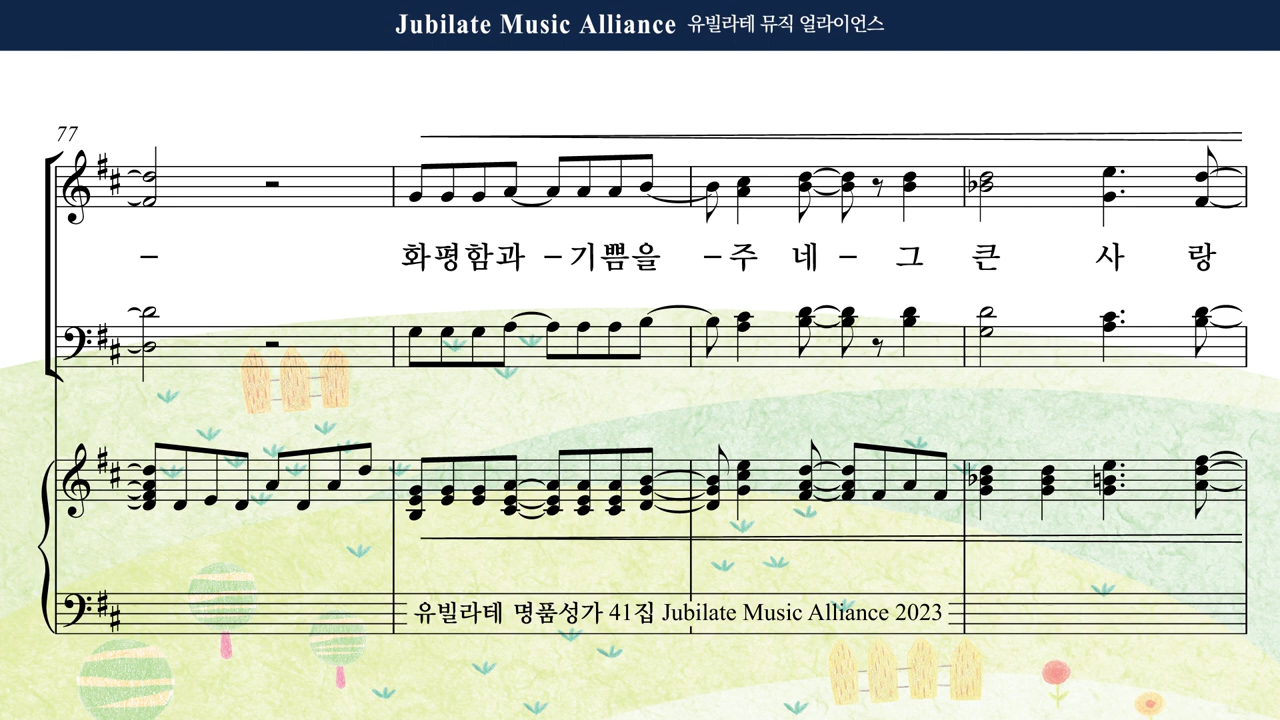 Jubilate Music Alliance 유빌라테 뮤직 얼라이언스
77
- 화평함과 - 기쁨을 - 주 네 - 그 큰 사 랑
유빌라테 명품성가 41집 Jubilate Music Alliance 2023